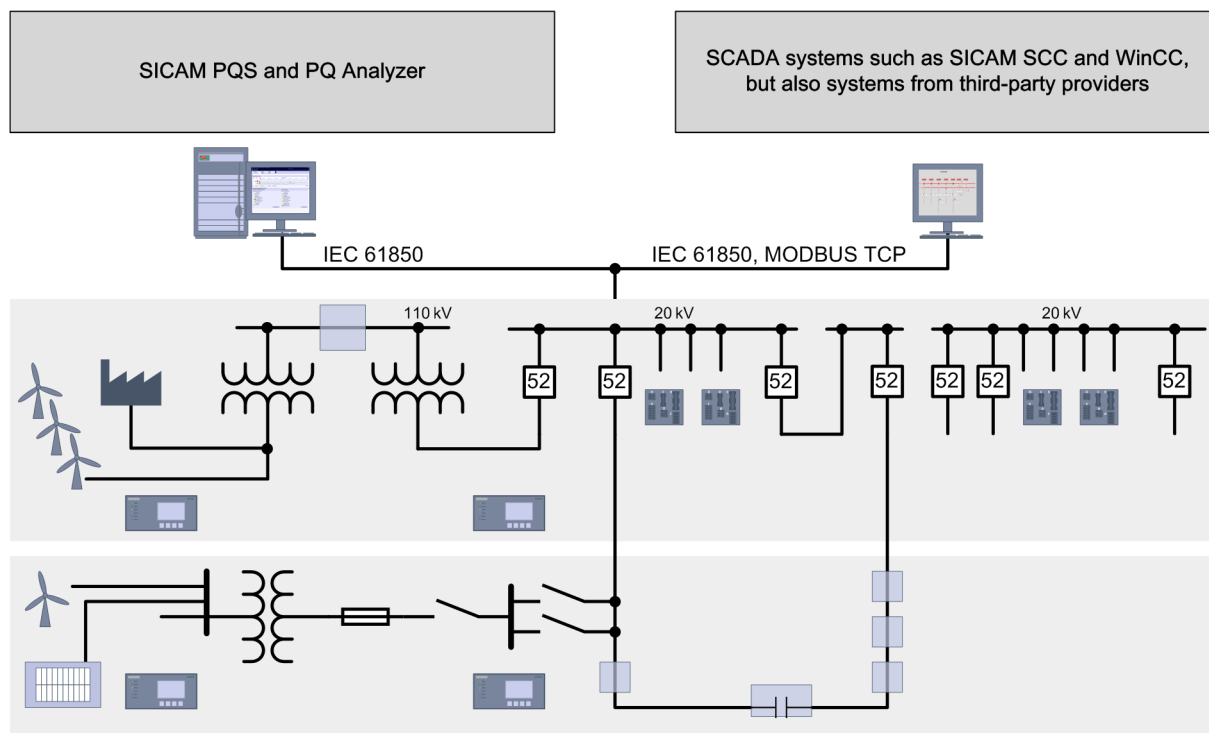 SICAM PQS and PQ Analyzer
SCADA systems such as SICAM SCC and WinCC,
but also systems from third-party providers
IEC 61850
IEC 61850, MODBUS TCP
110 kV
20 kV
20 kV
52
52
52
52
52
52
52